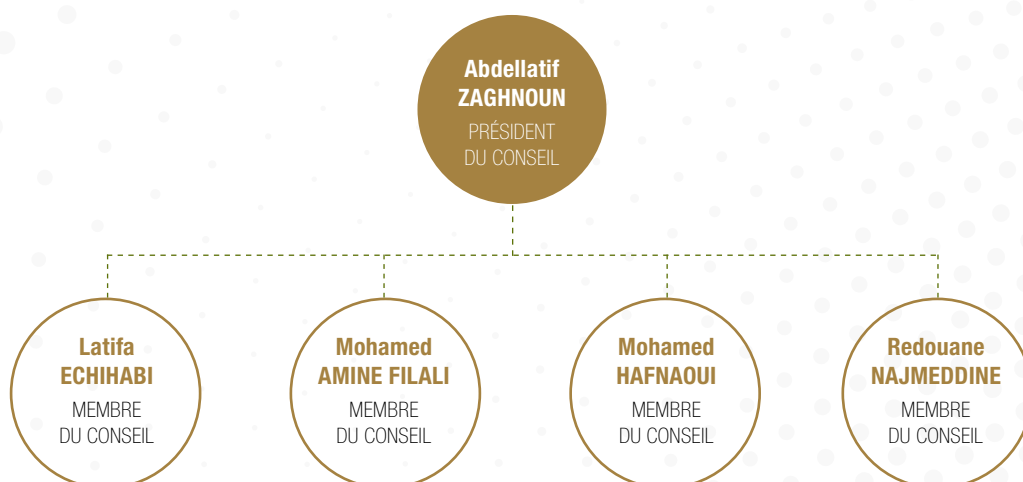 Abdellatif
ZAGHNOUN
PRÉSIDENT
DU CONSEIL
Latifa
ECHIHABI
MEMBRE
DU CONSEIL
Mohamed
AMINE FILALI
MEMBRE
DU CONSEIL
Mohamed
HAFNAOUI
MEMBRE
DU CONSEIL
Redouane
NAJMEDDINE
MEMBRE
DU CONSEIL